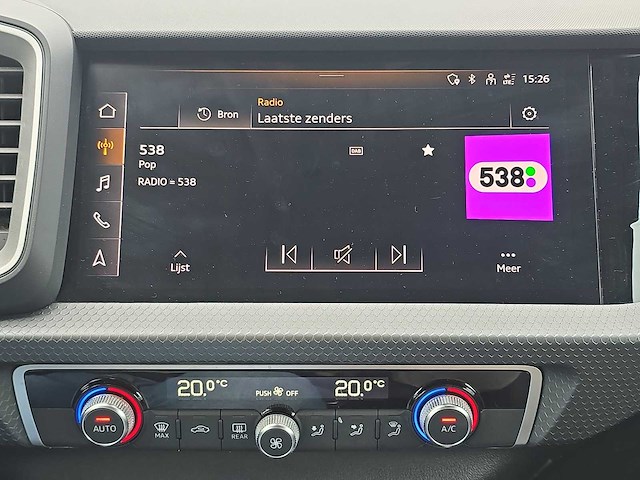 15:26
Bron
Radio
Laatste zenders
538
Pop
RADIO = 538
DAB
538
Lijst
Meer
20.0°C
PUSH OFF
20.0°C
AUTO
MAX
REAR
A/C